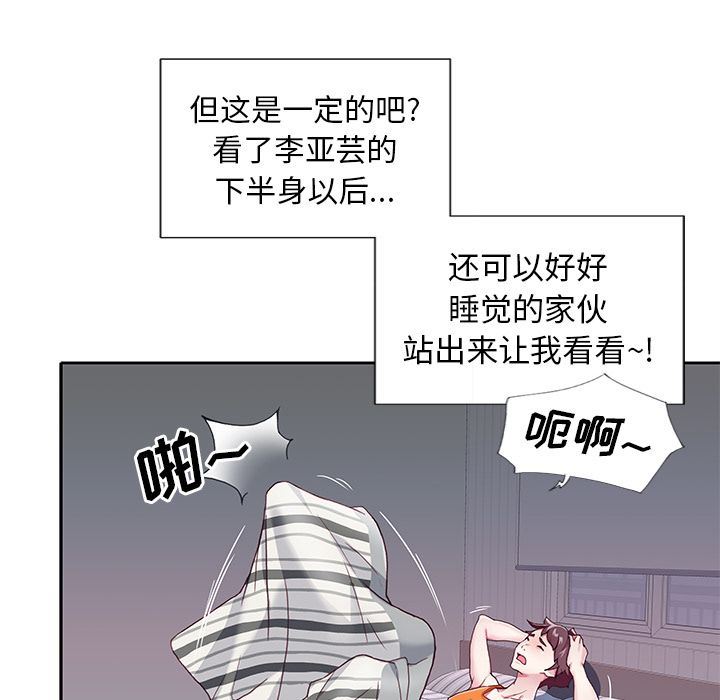 但这是一定的吧?
看了李亚芸的
下半身以后...
还可以好好
睡觉的家伙
站出来让我看看~!
呃啊~
啪~